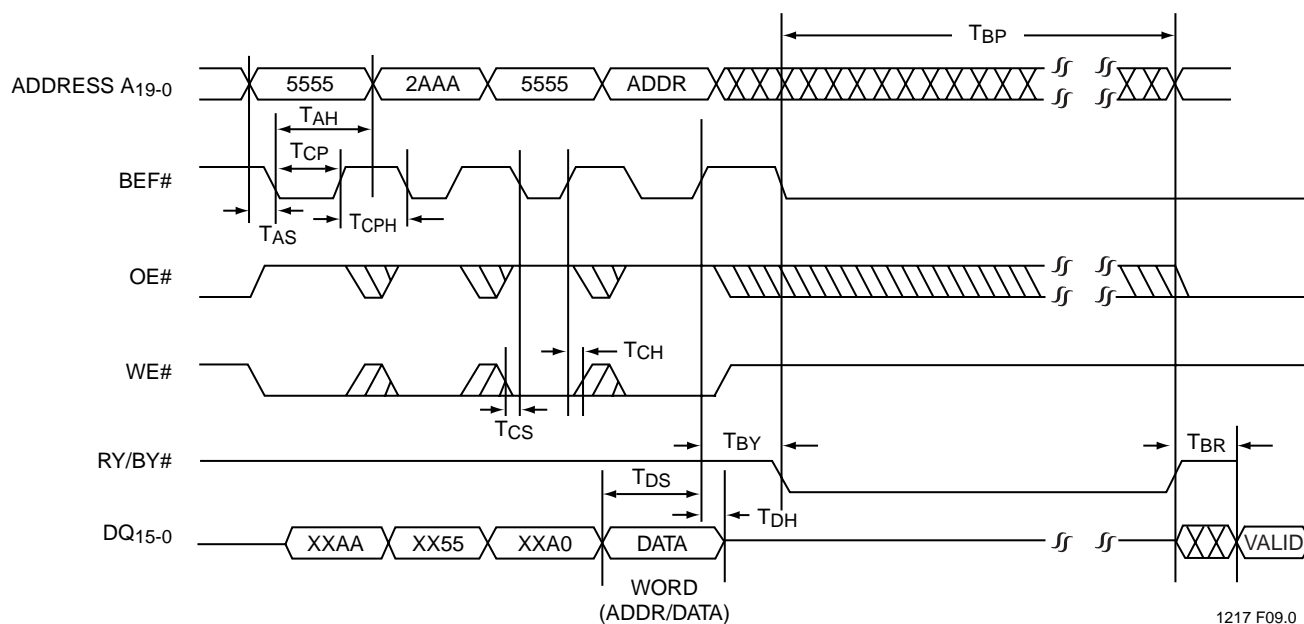 TBP
ADDRESS A19-0
5555
2AAA
5555
ADDR
TAH
TCP
BEF#
TAS
TCPH
OE#
WE#
TCH
TCS
RY/BY#
TBY
TBR
TDS
TDH
DQ15-0
XXAA
XX55
XXA0
DATA
VALID
WORD
(ADDR/DATA)
1217 F09.0